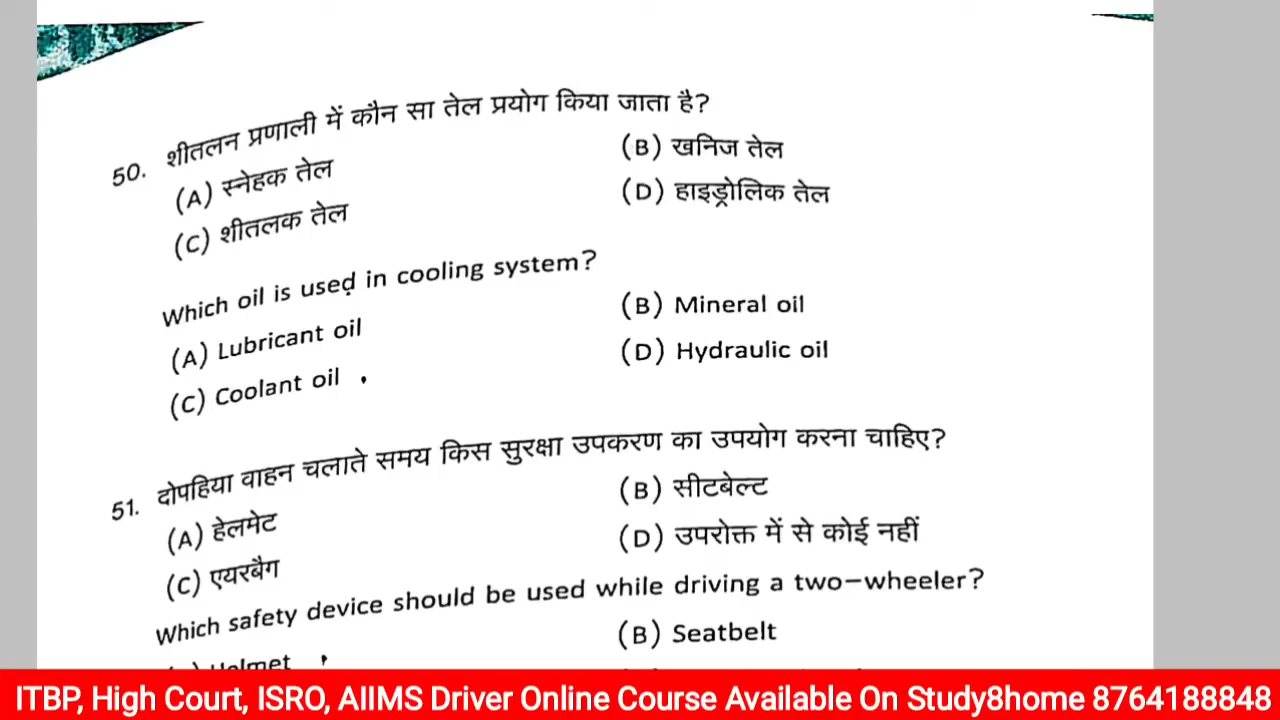 50. शीतलन प्रणाली में कौन सा तेल प्रयोग किया जाता है?
(A) स्नेहक तेल (B) खनिज तेल
(C) शीतलक तेल (D) हाइड्रोलिक तेल
Which oil is used in cooling system?
(A) Lubricant oil (B) Mineral oil
(C) Coolant oil (D) Hydraulic oil
51. दोपहिया वाहन चलाते समय किस सुरक्षा उपकरण का उपयोग करना चाहिए?
(A) हेलमेट (B) सीटबेल्ट
(C) एयरबैग (D) उपरोक्त में से कोई नहीं
Which safety device should be used while driving a two-wheeler?
Helmet (B) Seatbelt
ITBP, High Court, ISRO, AIIMS Driver Online Course Available On Study8home 8764188848